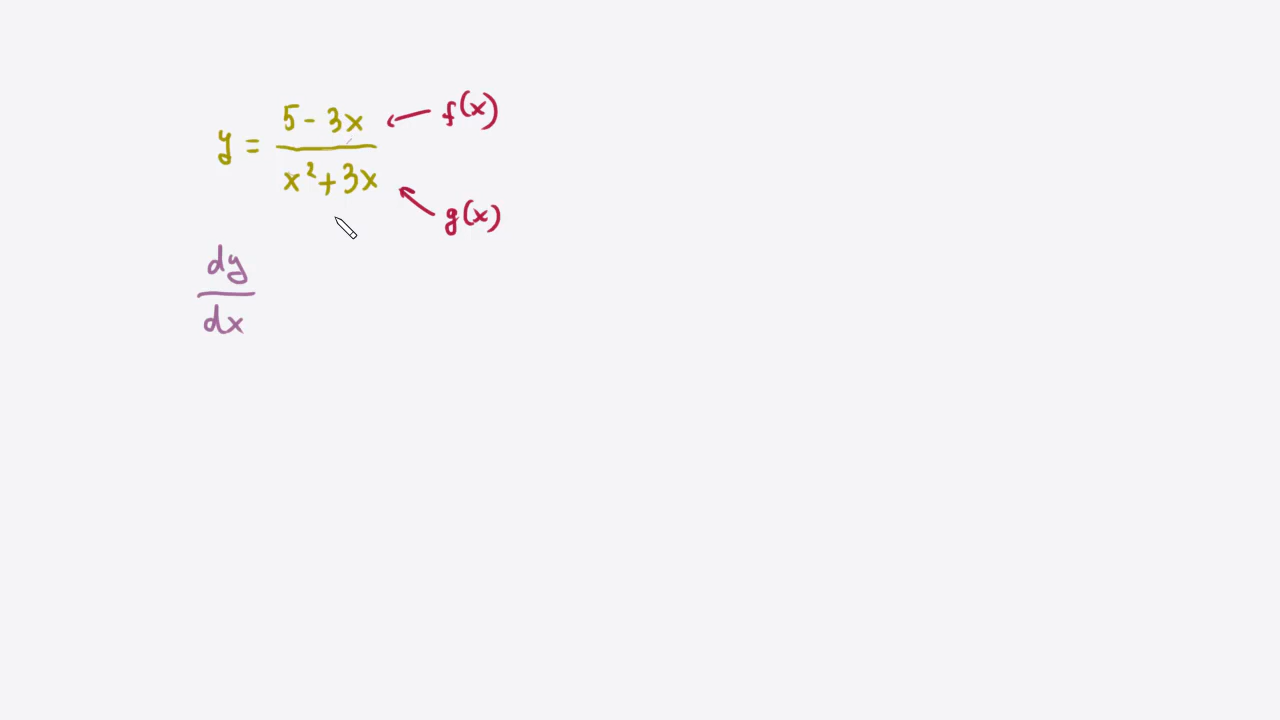 y = 5 - 3x / x² + 3x
f(x)
g(x)
dy
dx